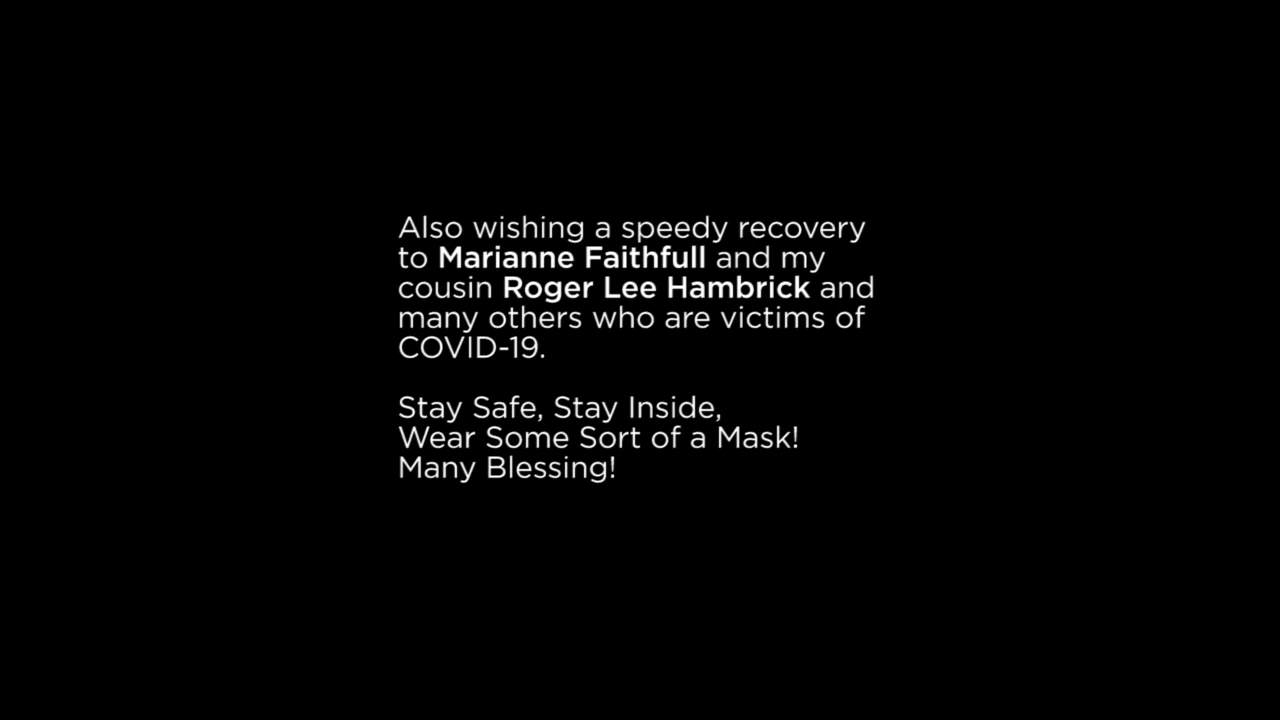 Also wishing a speedy recovery
to Marianne Faithfull and my
cousin Roger Lee Hambrick and
many others who are victims of
COVID-19.
Stay Safe, Stay Inside,
Wear Some Sort of a Mask!
Many Blessing!